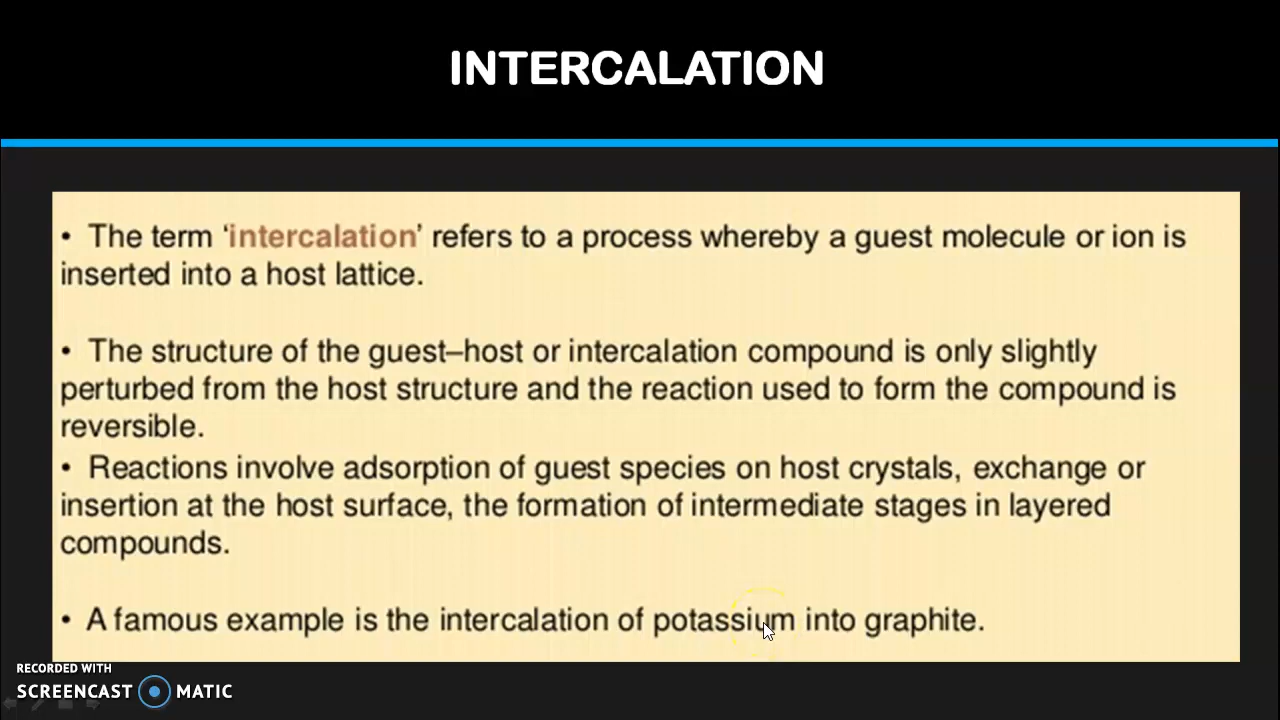 INTERCALATION
• The term ‘intercalation’ refers to a process whereby a guest molecule or ion is
inserted into a host lattice.
• The structure of the guest–host or intercalation compound is only slightly
perturbed from the host structure and the reaction used to form the compound is
reversible.
• Reactions involve adsorption of guest species on host crystals, exchange or
insertion at the host surface, the formation of intermediate stages in layered
compounds.
• A famous example is the intercalation of potassium into graphite.
RECORDED WITH
SCREENCAST MATIC